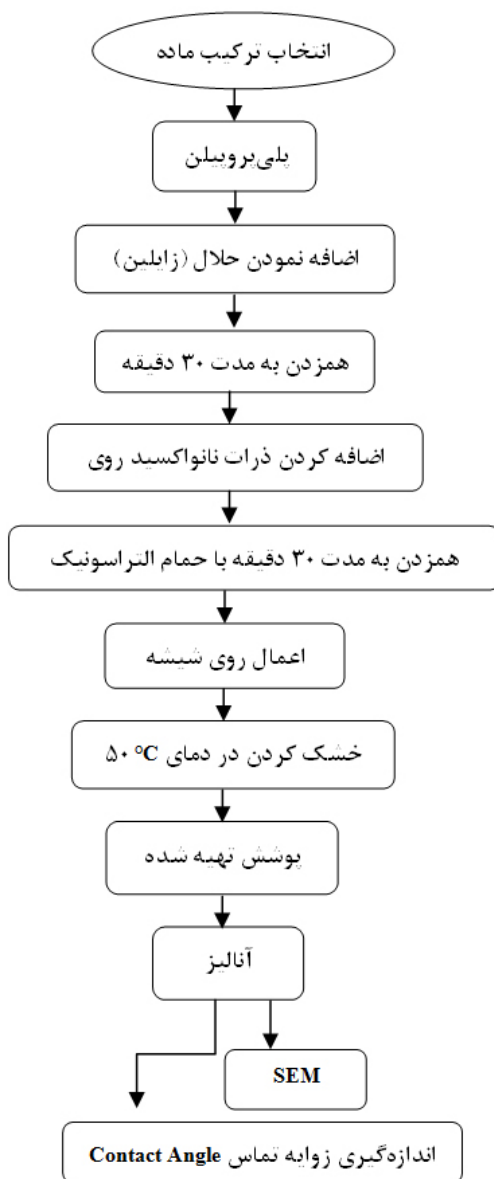 انتخاب ترکیب ماده
پلی‌پروپیلن
اضافه نمودن حلال (زایلین)
همزدن به مدت ۳۰ دقیقه
اضافه کردن ذرات نانواکسید روی
همزدن به مدت ۳۰ دقیقه با حمام التراسونیک
اعمال روی شیشه
خشک کردن در دمای ۵۰ °C
پوشش تهیه شده
آنالیز
SEM
اندازه‌گیری زوایه تماس Contact Angle